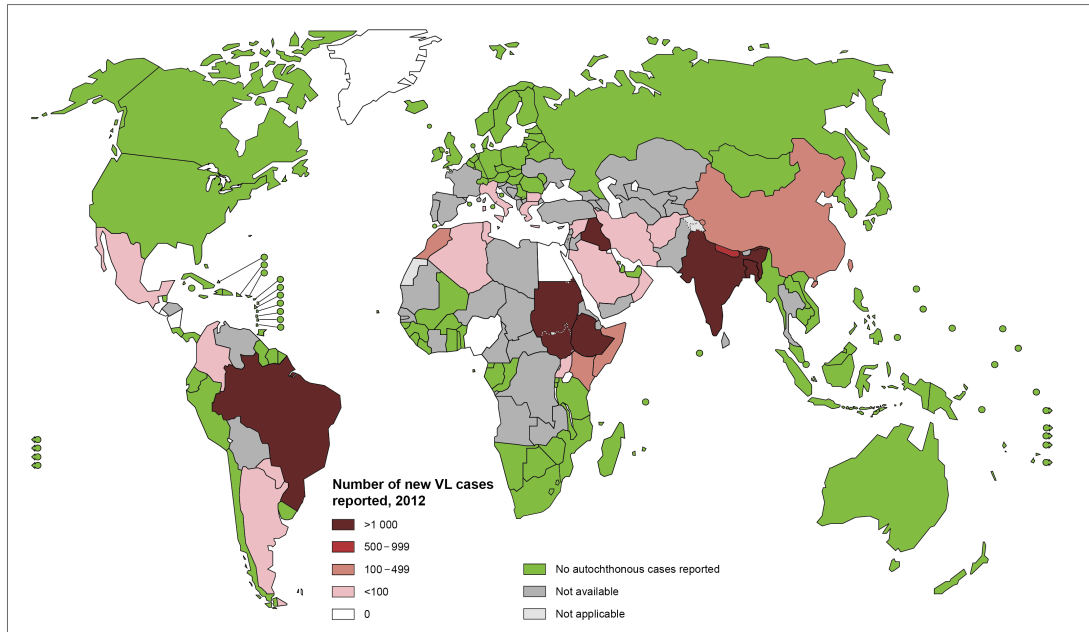 Number of new VL cases
reported, 2012
>1 000
500–999
100–499
<100
0
No autochthonous cases reported
Not available
Not applicable